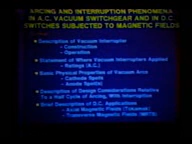 ARCING AND INTERRUPTION PHENOMENA
IN A.C. VACUUM SWITCHGEAR AND IN D.C.
SWITCHES SUBJECTED TO MAGNETIC FIELDS
Description of Vacuum Interrupter
- Construction
- Operation
Statement of Where Vacuum Interrupters Applied
- Ratings (A.C.)
Basic Physical Properties of Vacuum Arcs
- Cathode Spots
- Anode Spot(s)
Description of Design Considerations Relative
To a Half Cycle of Arcing, With Interruption
Brief Description of D.C. Applications
- Axial Magnetic Fields (Tokamak)
- Transverse Magnetic Fields (MRTB)